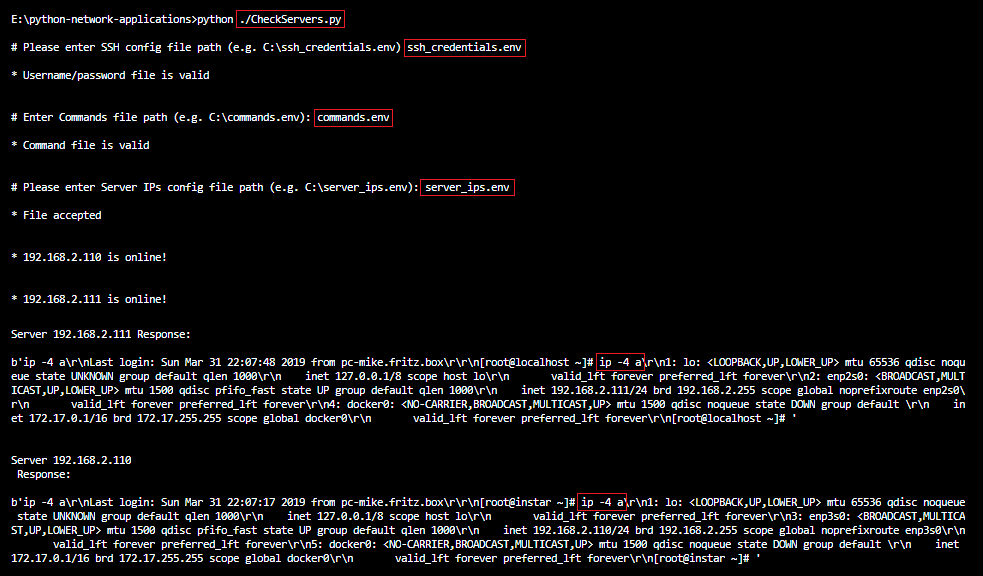 E:\python-network-applications>python ./CheckServers.py
# Please enter SSH config file path (e.g. C:\ssh_credentials.env) ssh_credentials.env
* Username/password file is valid
# Enter Commands file path (e.g. C:\commands.env): commands.env
* Command file is valid
# Please enter Server IPs config file path (e.g. C:\server_ips.env): server_ips.env
* File accepted
* 192.168.2.110 is online!
* 192.168.2.111 is online!
Server 192.168.2.111 Response:
b'ip -4 a\r\nLast login: Sun Mar 31 22:07:48 2019 from pc-mike.fritz.box\r\r\n[root@localhost ~]# ip -4 a\r\n1: lo: <LOOPBACK,UP,LOWER_UP> mtu 65536 qdisc noqu
eue state UNKNOWN group default qlen 1000\r\n    inet 127.0.0.1/8 scope host lo\r\n       valid_lft forever preferred_lft forever\r\n2: enp2s0: <BROADCAST,MULT
ICAST,UP,LOWER_UP> mtu 1500 qdisc pfifo_fast state UP group default qlen 1000\r\n    inet 192.168.2.111/24 brd 192.168.2.255 scope global noprefixroute enp2s0\
r\n       valid_lft forever preferred_lft forever\r\n4: docker0: <NO-CARRIER,BROADCAST,MULTICAST,UP> mtu 1500 qdisc noqueue state DOWN group default \r\n    in
et 172.17.0.1/16 brd 172.17.255.255 scope global docker0\r\n       valid_lft forever preferred_lft forever\r\n[root@localhost ~]# '
Server 192.168.2.110
 Response:
b'ip -4 a\r\nLast login: Sun Mar 31 22:07:17 2019 from pc-mike.fritz.box\r\r\n[root@instar ~]# ip -4 a\r\n1: lo: <LOOPBACK,UP,LOWER_UP> mtu 65536 qdisc noqueue
 state UNKNOWN group default qlen 1000\r\n    inet 127.0.0.1/8 scope host lo\r\n       valid_lft forever preferred_lft forever\r\n3: enp3s0: <BROADCAST,MULTICA
ST,UP,LOWER_UP> mtu 1500 qdisc pfifo_fast state UP group default qlen 1000\r\n    inet 192.168.2.110/24 brd 192.168.2.255 scope global noprefixroute enp3s0\r\n
       valid_lft forever preferred_lft forever\r\n5: docker0: <NO-CARRIER,BROADCAST,MULTICAST,UP> mtu 1500 qdisc noqueue state DOWN group default \r\n    inet
172.17.0.1/16 brd 172.17.255.255 scope global docker0\r\n       valid_lft forever preferred_lft forever\r\n[root@instar ~]# '